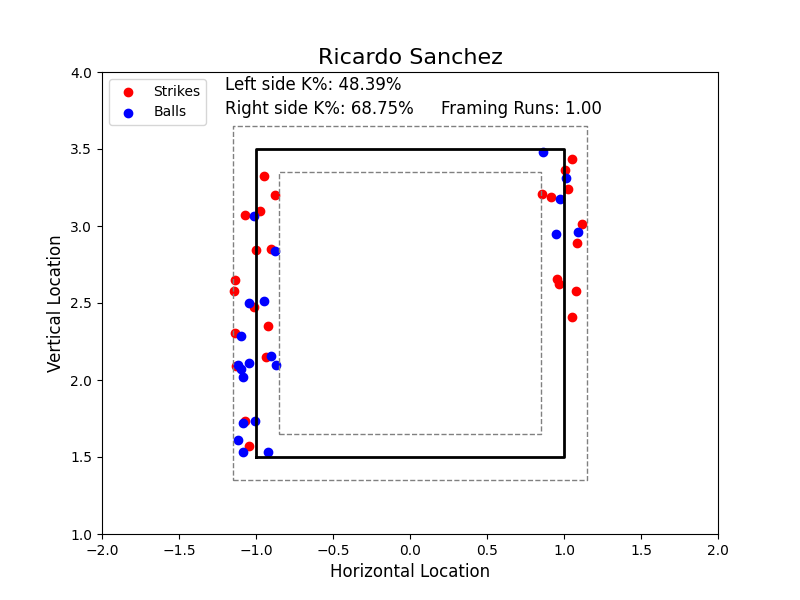 Ricardo Sanchez
Strikes
Balls
Left side K%: 48.39%
Right side K%: 68.75%
Framing Runs: 1.00
Vertical Location
4.0
3.5
3.0
2.5
2.0
1.5
1.0
−2.0 −1.5 −1.0 −0.5 0.0 0.5 1.0 1.5 2.0
Horizontal Location